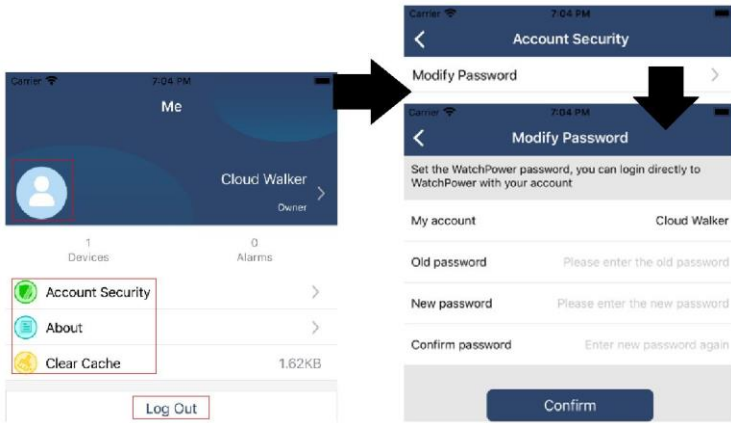 Carrier 7:04 PM
Me
Cloud Walker
Owner
1 0
Devices Alarms
Account Security
About
Clear Cache 1.62KB
Log Out
Carrier 7:04 PM
Account Security
Modify Password
Carrier 7:04 PM
Modify Password
Set the WatchPower password, you can login directly to
WatchPower with your account
My account Cloud Walker
Old password Please enter the old password
New password Please enter the new password
Confirm password Enter new password again
Confirm